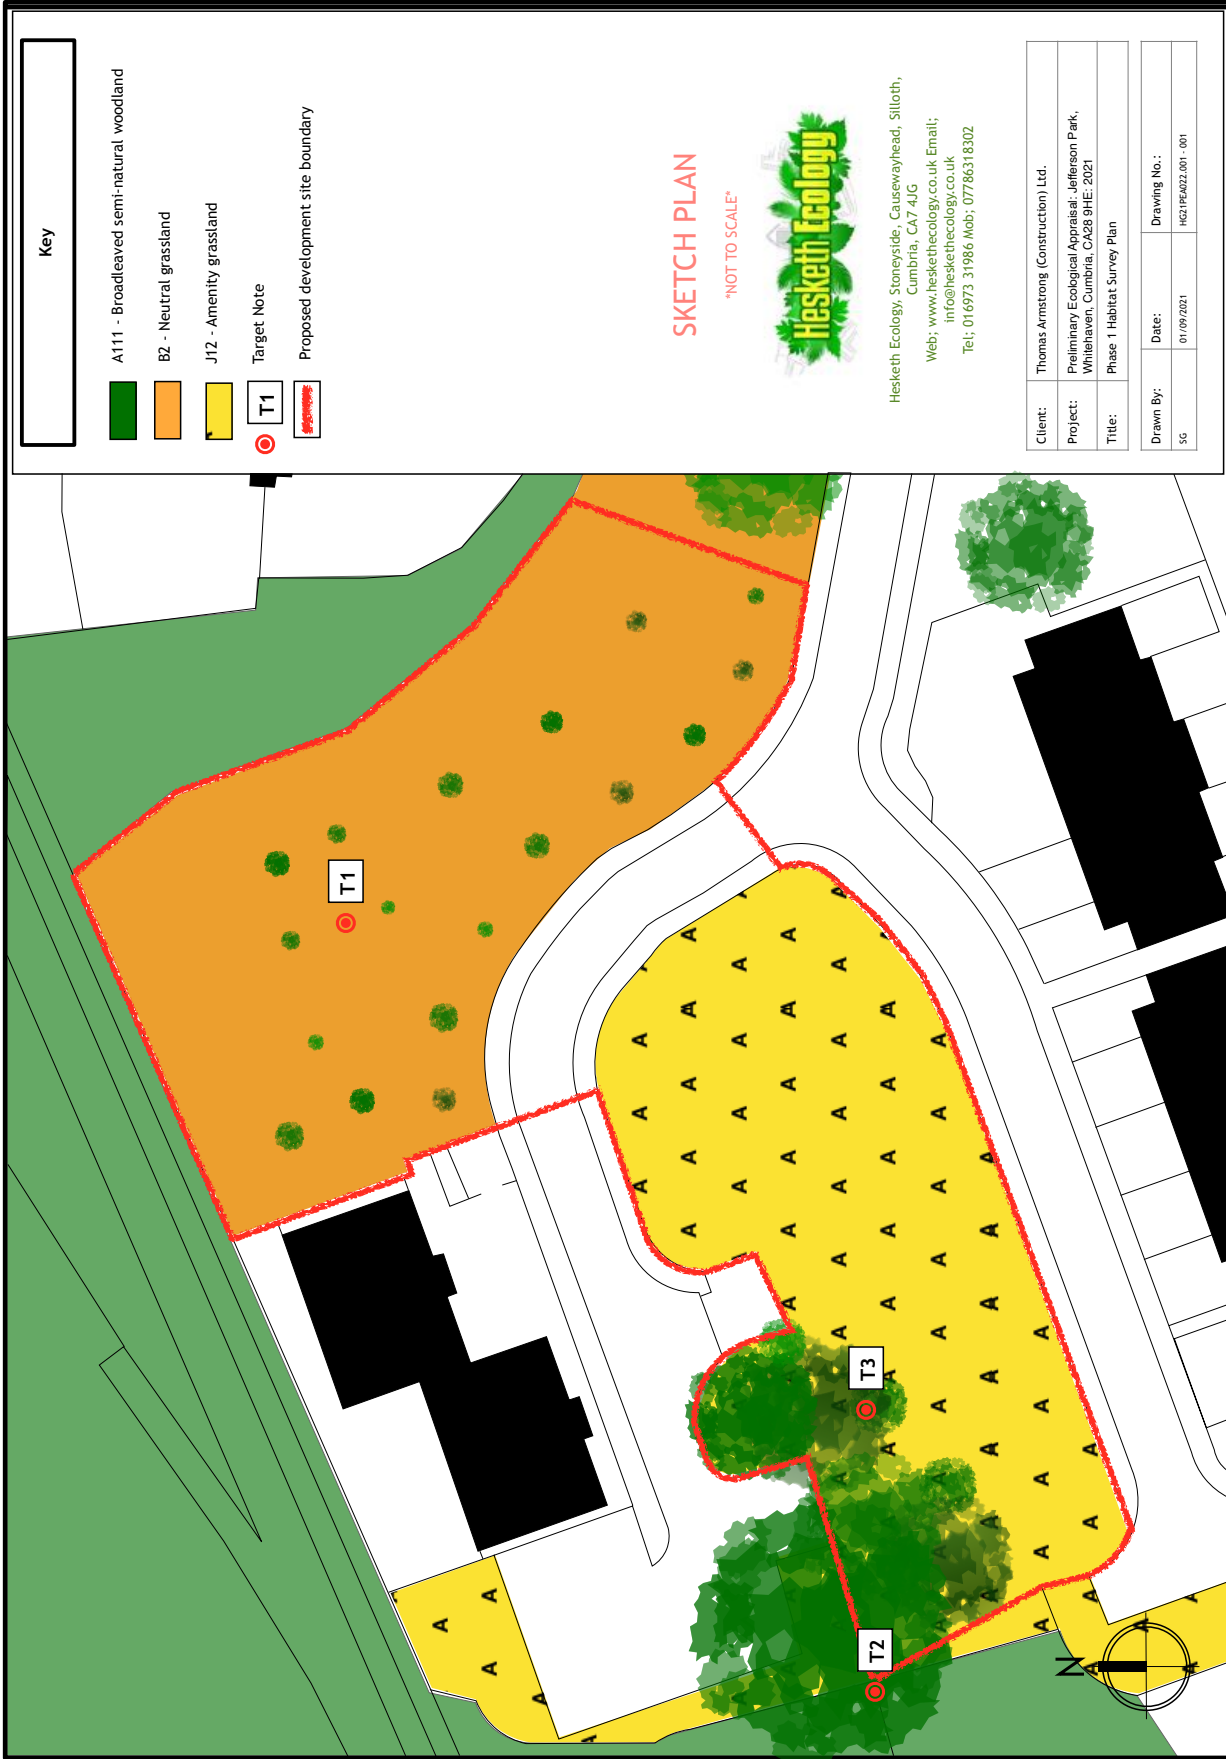 Key
A111 - Broadleaved semi-natural woodland
B2 - Neutral grassland
J12 - Amenity grassland
T1
Target Note
Proposed development site boundary
SKETCH PLAN
*NOT TO SCALE*
Hesketh Ecology
Hesketh Ecology, Stoneyside, Causewayhead, Silloth,
Cumbria, CA7 4JG
Web; www.heskethecology.co.uk Email;
info@heskethecology.co.uk
Tel; 016973 31986 Mob; 07786318302
Client: Thomas Armstrong (Construction) Ltd.
Project: Preliminary Ecological Appraisal: Jefferson Park,
Whitehaven, Cumbria, CA28 9HE: 2021
Title: Phase 1 Habitat Survey Plan
Drawn By: Date: Drawing No.:
SG 01/09/2021 HG21PEA022.001 - 001
T1
T2
T3
N